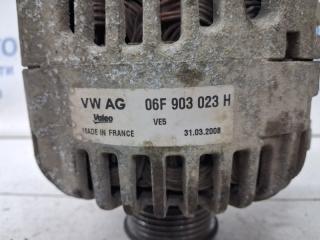 VW AG 06F 903 023 H
Valeo VE5
MADE IN FRANCE 31.03.2008